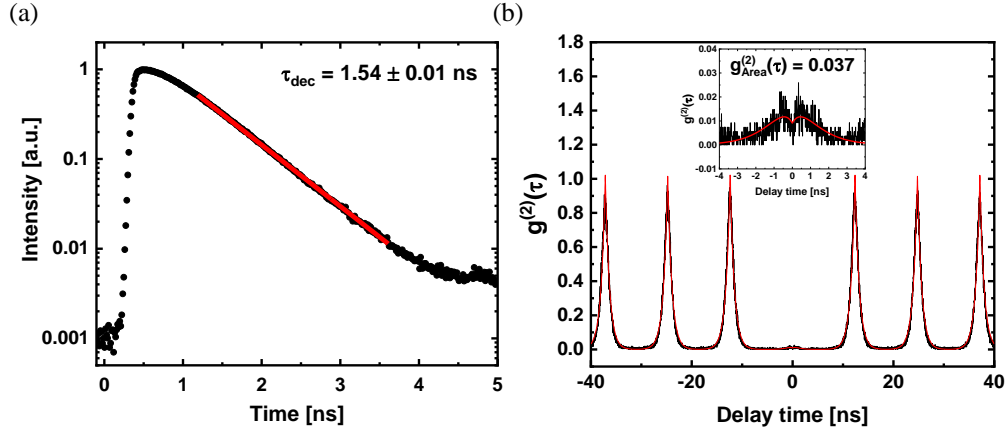 (a)
τdec = 1.54 ± 0.01 ns
Intensity [a.u.]
1
0.1
0.01
0.001
0 1 2 3 4 5
Time [ns]
(b)
g(2)(τ)
1.8
1.6
1.4
1.2
1.0
0.8
0.6
0.4
0.2
0.0
-40 -20 0 20 40
Delay time [ns]
g(2)Area(τ) = 0.037
g(2)(τ)
0.04
0.03
0.02
0.01
0.00
-0.01
-4 -3 -2 -1 0 1 2 3 4
Delay time [ns]